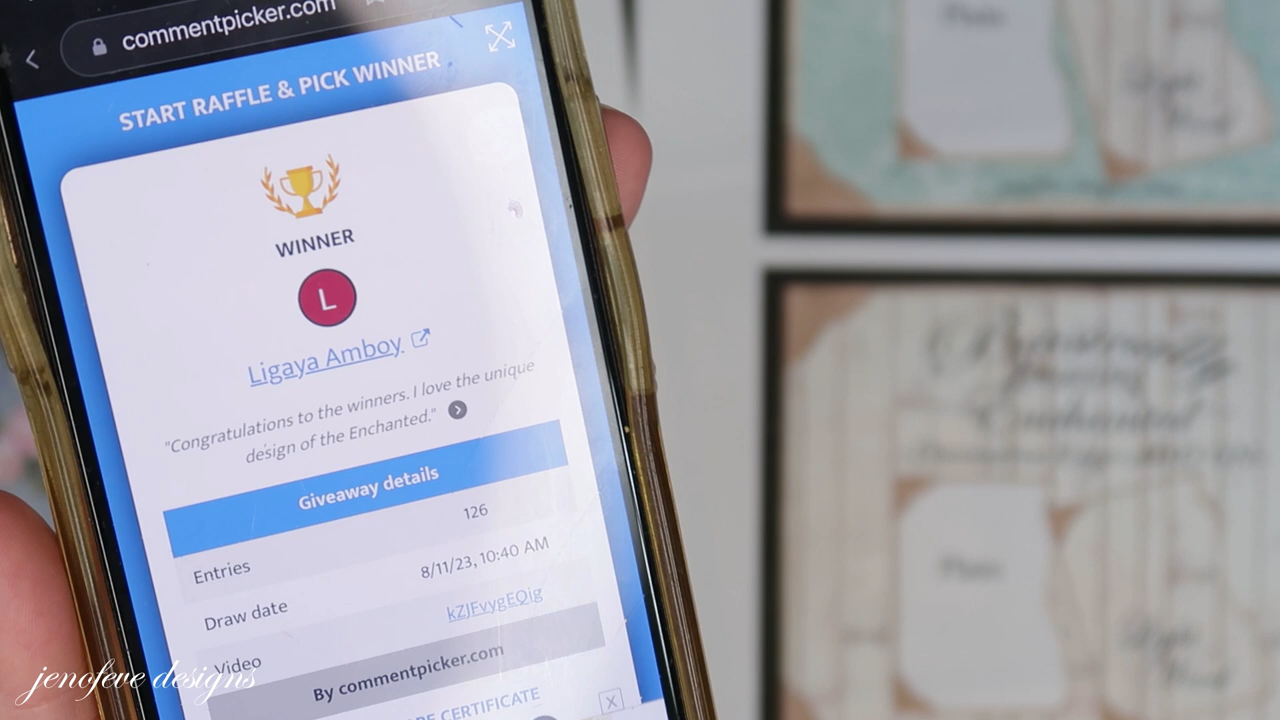 commentpicker.com
START RAFFLE & PICK WINNER
WINNER
L
Ligaya Amboy
"Congratulations to the winners. I love the unique
design of the Enchanted."
Giveaway details
Entries 126
Draw date 8/11/23, 10:40 AM
Video kZJFvygEQig
By commentpicker.com
CERTIFICATE
X
jenofeve designs